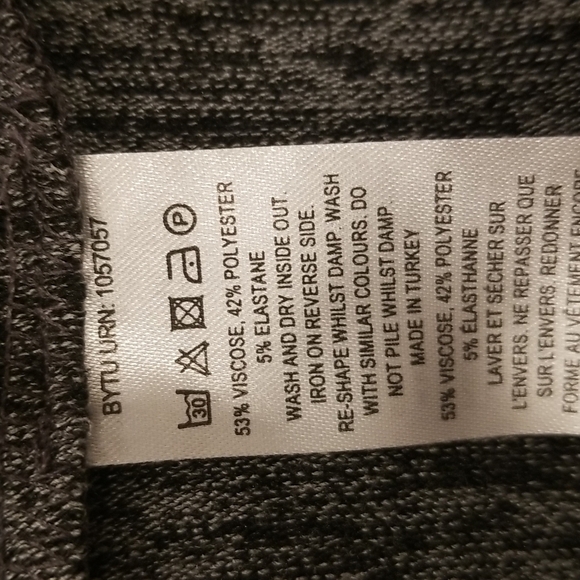 BYTU URN: 1057057
30 P
53% VISCOSE, 42% POLYESTER
5% ELASTANE
WASH AND DRY INSIDE OUT.
IRON ON REVERSE SIDE.
RE-SHAPE WHILST DAMP. WASH
WITH SIMILAR COLOURS. DO
NOT PILE WHILST DAMP
MADE IN TURKEY
53% VISCOSE, 42% POLYESTER
5% ÉLASTHANNE
LAVER ET SÉCHER SUR
L'ENVERS. NE REPASSER QUE
SUR L'ENVERS. REDONNER
FORME AU VÊTEMENT ENCORE